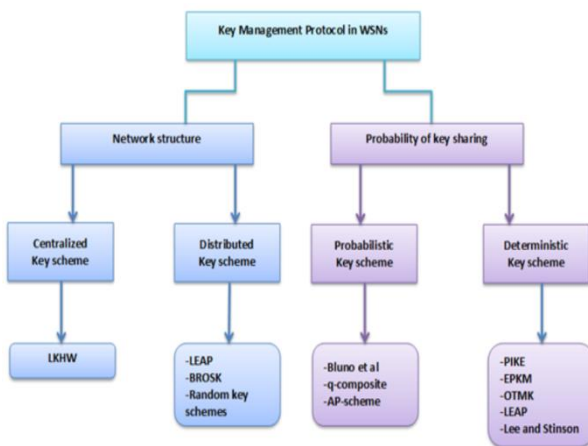 Key Management Protocol in WSNs
Network structure
Probability of key sharing
Centralized
Key scheme
Distributed
Key scheme
Probabilistic
Key scheme
Deterministic
Key scheme
LKHW
-LEAP
-BROSK
-Random key
schemes
-Bluno et al
-q-composite
-AP-scheme
-PIKE
-EPKM
-OTMK
-LEAP
-Lee and Stinson